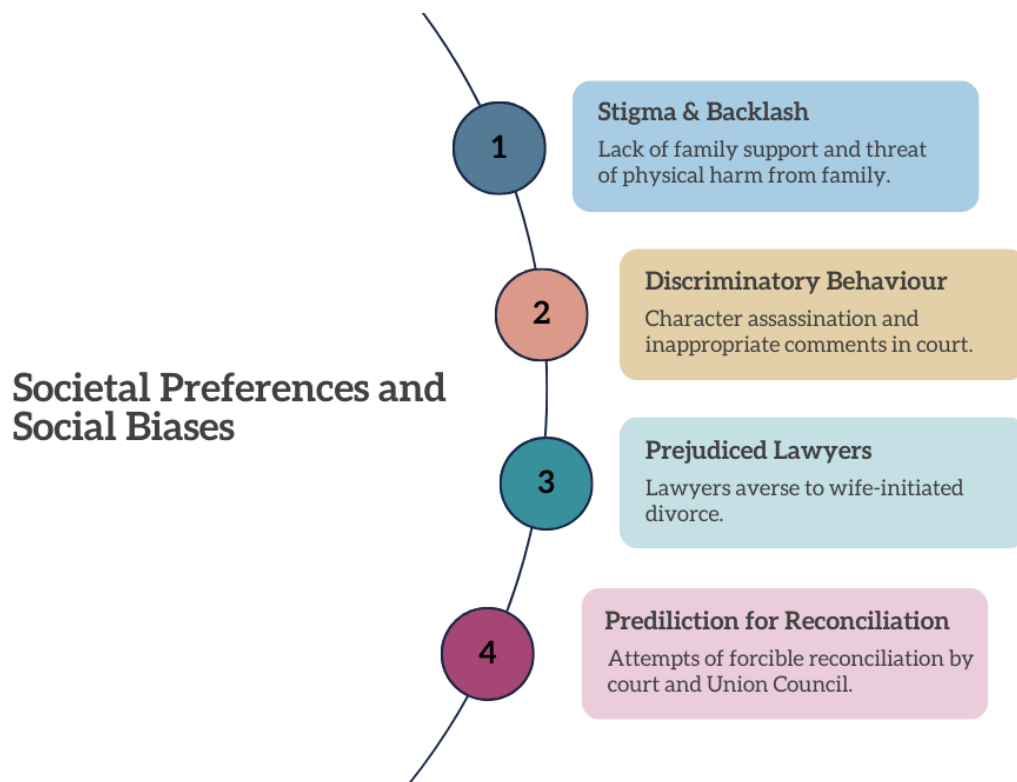 Societal Preferences and
Social Biases
1
Stigma & Backlash
Lack of family support and threat
of physical harm from family.
2
Discriminatory Behaviour
Character assassination and
inappropriate comments in court.
3
Prejudiced Lawyers
Lawyers averse to wife-initiated
divorce.
4
Prediliction for Reconciliation
Attempts of forcible reconciliation by
court and Union Council.